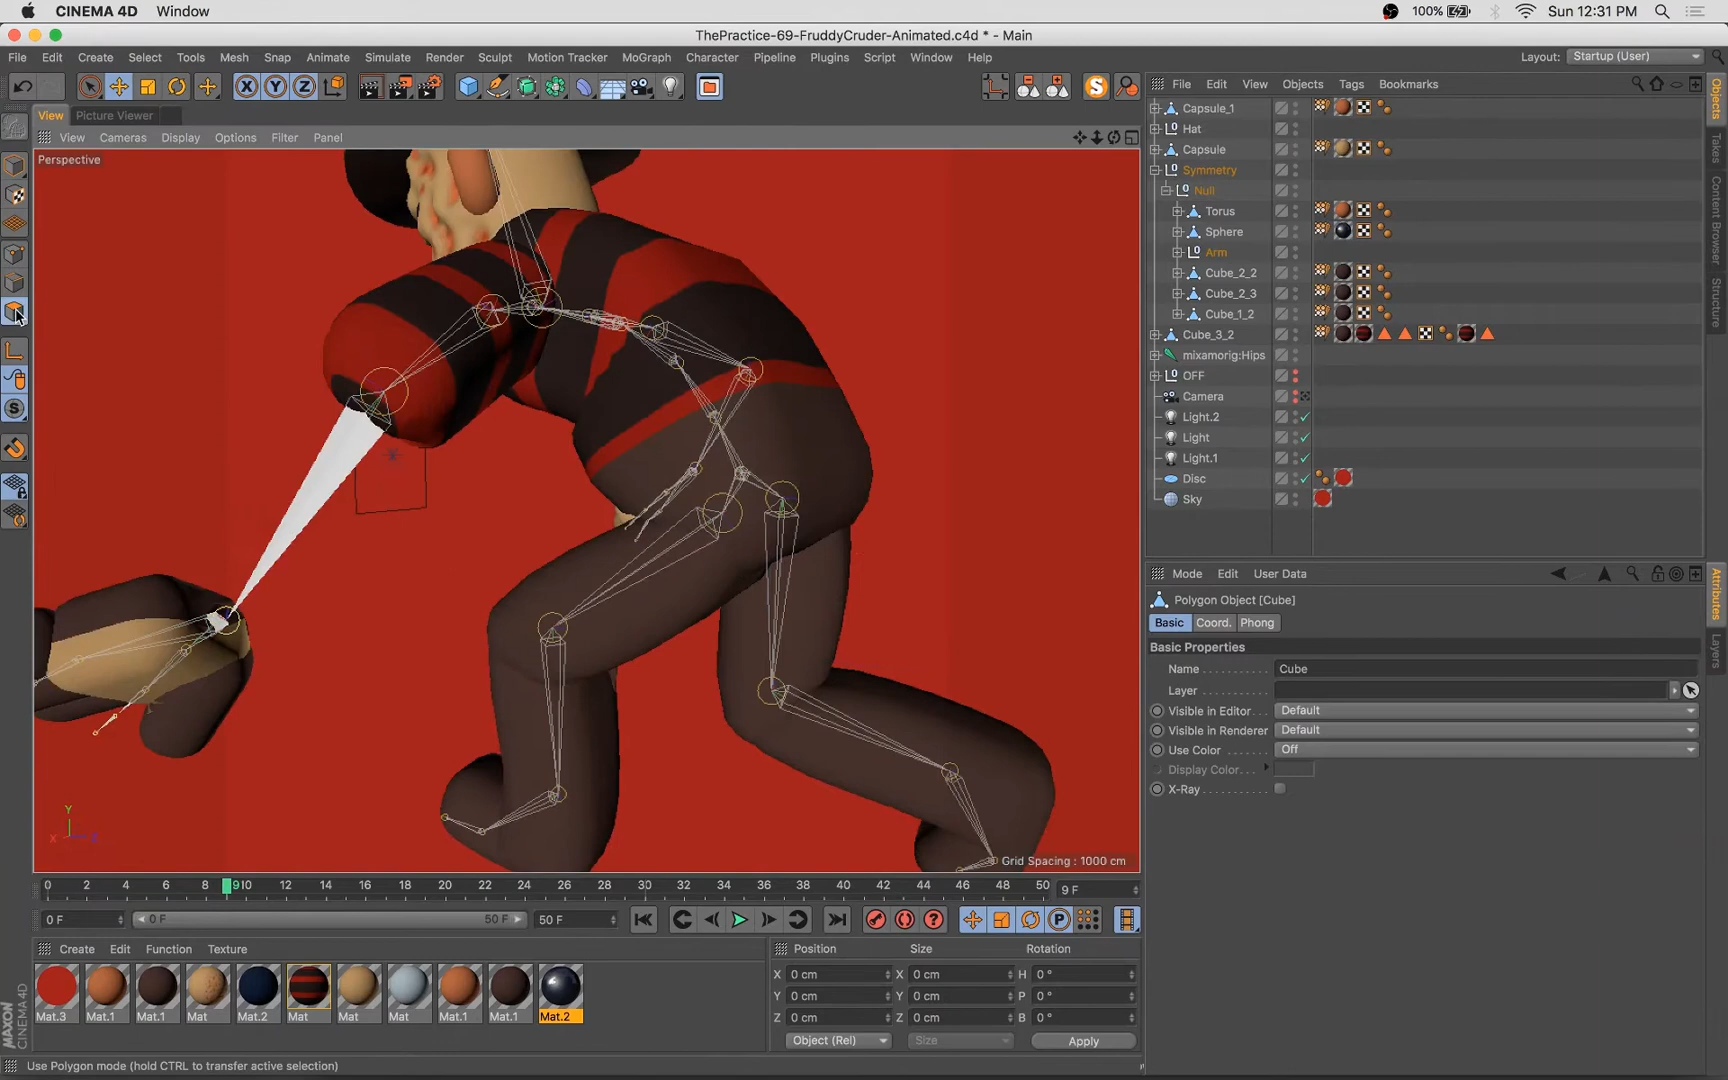 CINEMA 4D Window 100% Sun 12:31 PM
ThePractice-69-FruddyCruder-Animated.c4d * - Main
File Edit Create Select Tools Mesh Snap Animate Simulate Render Sculpt Motion Tracker MoGraph Character Pipeline Plugins Script Window Help Layout: Startup (User)
X Y Z
File Edit View Objects Tags Bookmarks
View Picture Viewer
View Cameras Display Options Filter Panel
Perspective
Capsule_1
Hat
Capsule
Symmetry
Null
Torus
Sphere
Arm
Cube_2_2
Cube_2_3
Cube_1_2
Cube_3_2
mixamorig:Hips
OFF
Camera
Light.2
Light
Light.1
Disc
Sky
Objects
Takes
Content Browser
Structure
Mode Edit User Data
Polygon Object [Cube]
Basic Coord. Phong
Basic Properties
Name Cube
Layer
Visible in Editor Default
Visible in Renderer Default
Use Color Off
Display Color
X-Ray
Attributes
Layers
Y
X Z
Grid Spacing : 1000 cm
0 2 4 6 8 9 10 12 14 16 18 20 22 24 26 28 30 32 34 36 38 40 42 44 46 48 50 9 F
0 F 0 F 50 F 50 F
Create Edit Function Texture
Mat.3 Mat.1 Mat.1 Mat Mat.2 Mat Mat Mat Mat.1 Mat.1 Mat.2
Position Size Rotation
X 0 cm X 0 cm H 0 °
Y 0 cm Y 0 cm P 0 °
Z 0 cm Z 0 cm B 0 °
Object (Rel) Size Apply
MAXON
CINEMA 4D
Use Polygon mode (hold CTRL to transfer active selection)